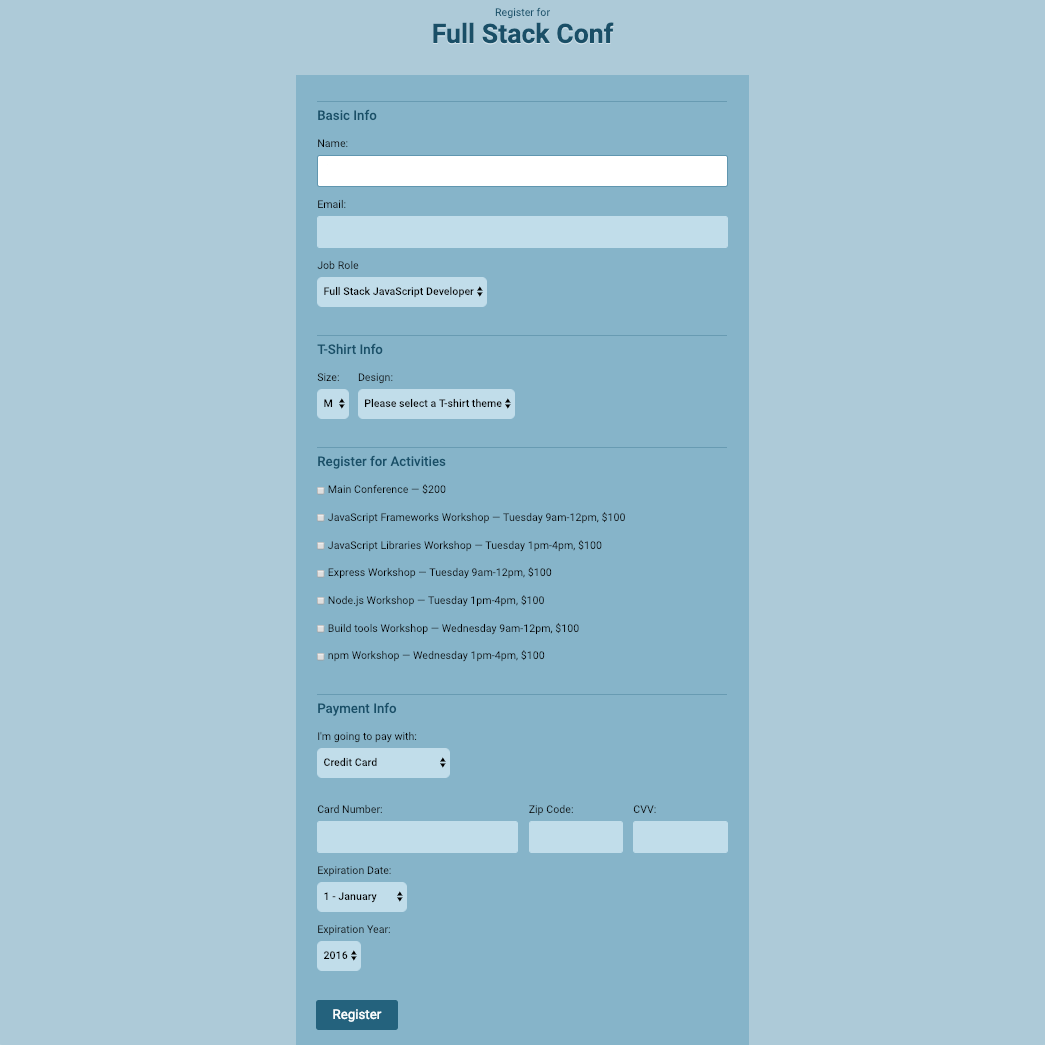 Register for
Full Stack Conf
Basic Info
Name:
Email:
Job Role
Full Stack JavaScript Developer
T-Shirt Info
Size: Design:
M Please select a T-shirt theme
Register for Activities
Main Conference — $200
JavaScript Frameworks Workshop — Tuesday 9am-12pm, $100
JavaScript Libraries Workshop — Tuesday 1pm-4pm, $100
Express Workshop — Tuesday 9am-12pm, $100
Node.js Workshop — Tuesday 1pm-4pm, $100
Build tools Workshop — Wednesday 9am-12pm, $100
npm Workshop — Wednesday 1pm-4pm, $100
Payment Info
I'm going to pay with:
Credit Card
Card Number: Zip Code: CVV:
Expiration Date:
1 - January
Expiration Year:
2016
Register